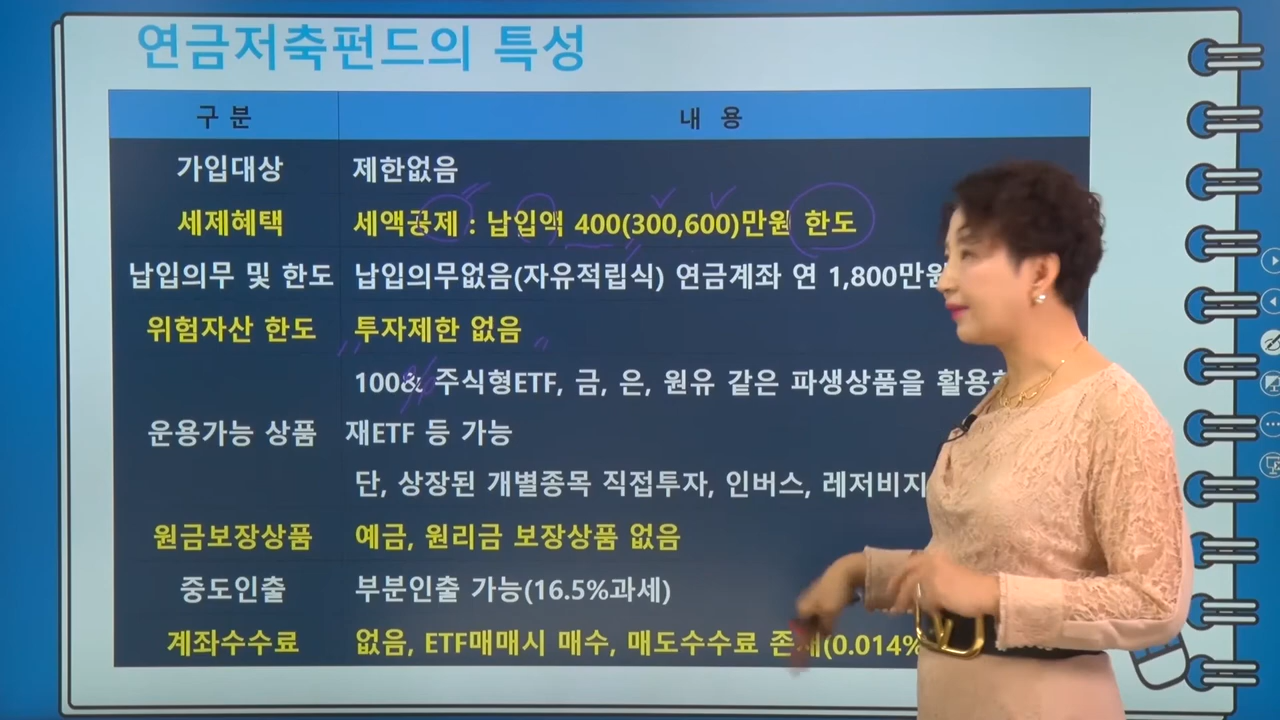 연금저축펀드의 특성
구 분 내 용
가입대상 제한없음
세제혜택 세액공제 : 납입액 400(300,600)만원 한도
납입의무 및 한도 납입의무없음(자유적립식) 연금계좌 연 1,800만원
위험자산 한도 투자제한 없음
100& 주식형ETF, 금, 은, 원유 같은 파생상품을
운용가능 상품 재ETF 등 가능
단, 상장된 개별종목 직접투자, 인버스,
원금보장상품 예금, 원리금 보장상품 없음
중도인출 부분인출 가능(16.5%과세)
계좌수수료 없음, ETF매매시 매수, 매도수수료 (0.014%